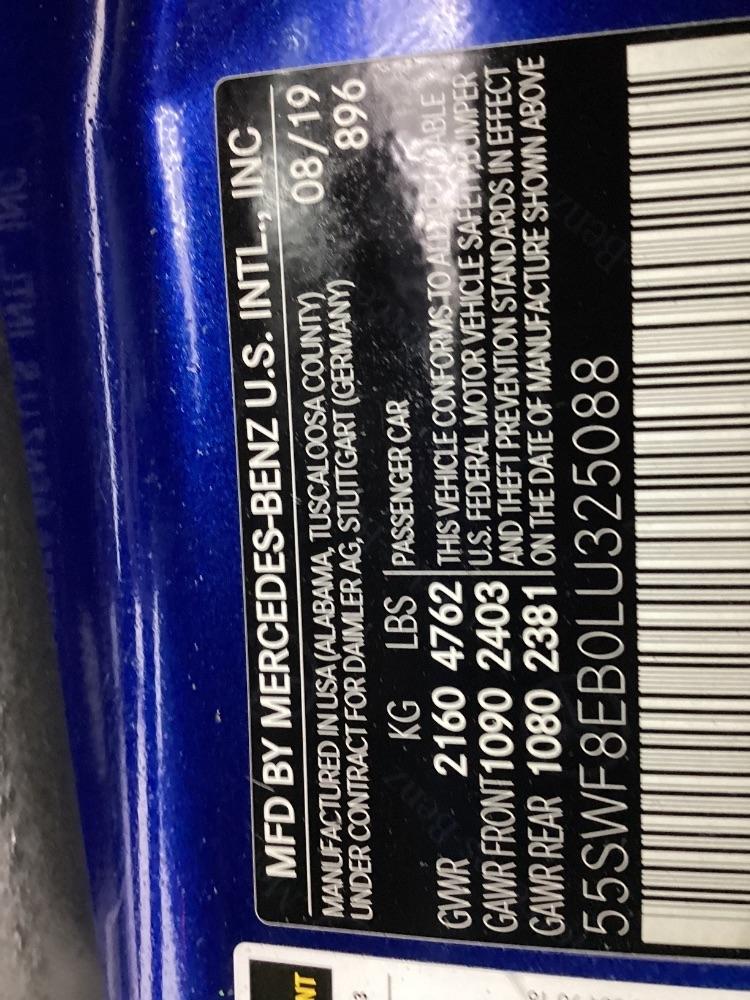 MFD BY MERCEDES-BENZ U.S. INTL., INC
MANUFACTURED IN USA (ALABAMA, TUSCALOOSA COUNTY) 08/19
UNDER CONTRACT FOR DAIMLER AG, STUTTGART (GERMANY) 896
KG LBS PASSENGER CAR
GVWR 2160 4762 THIS VEHICLE CONFORMS TO ALL APPLICABLE
GAWR FRONT 1090 2403 U.S. FEDERAL MOTOR VEHICLE SAFETY, BUMPER
AND THEFT PREVENTION STANDARDS IN EFFECT
GAWR REAR 1080 2381 ON THE DATE OF MANUFACTURE SHOWN ABOVE
55SWF8EB0LU325088
NT